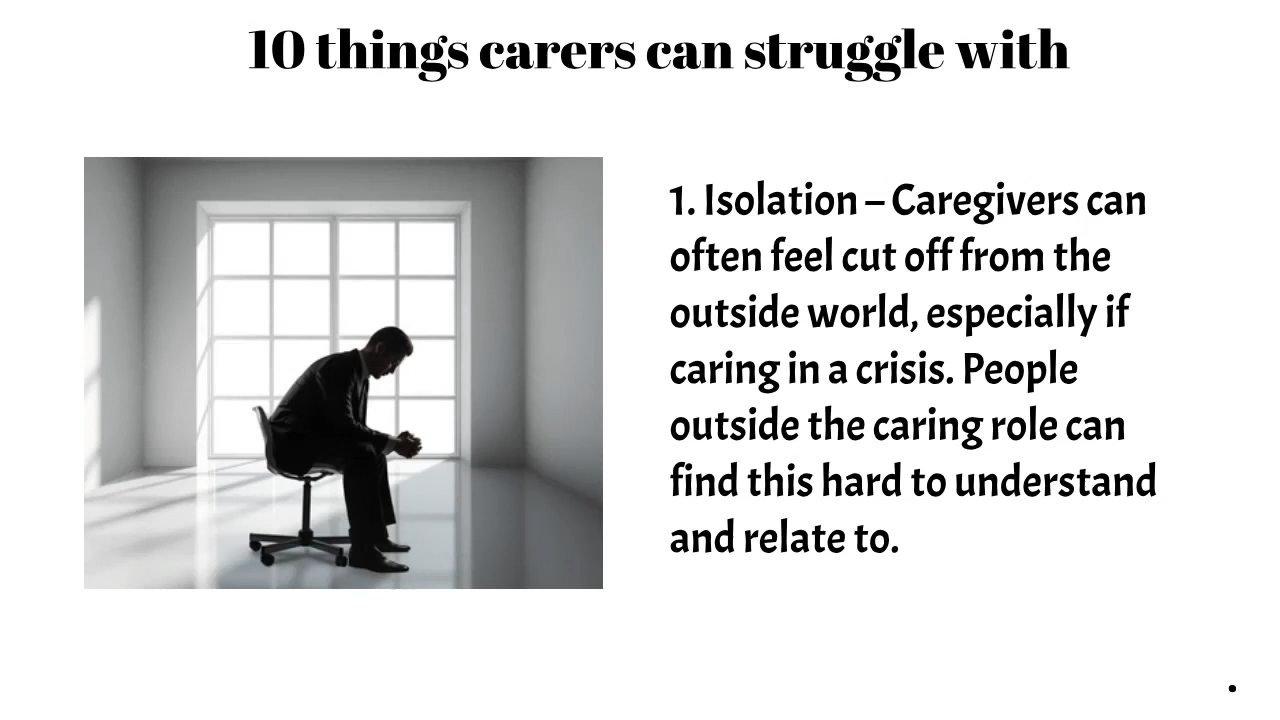 10 things carers can struggle with
1. Isolation – Caregivers can
often feel cut off from the
outside world, especially if
caring in a crisis. People
outside the caring role can
find this hard to understand
and relate to.
.